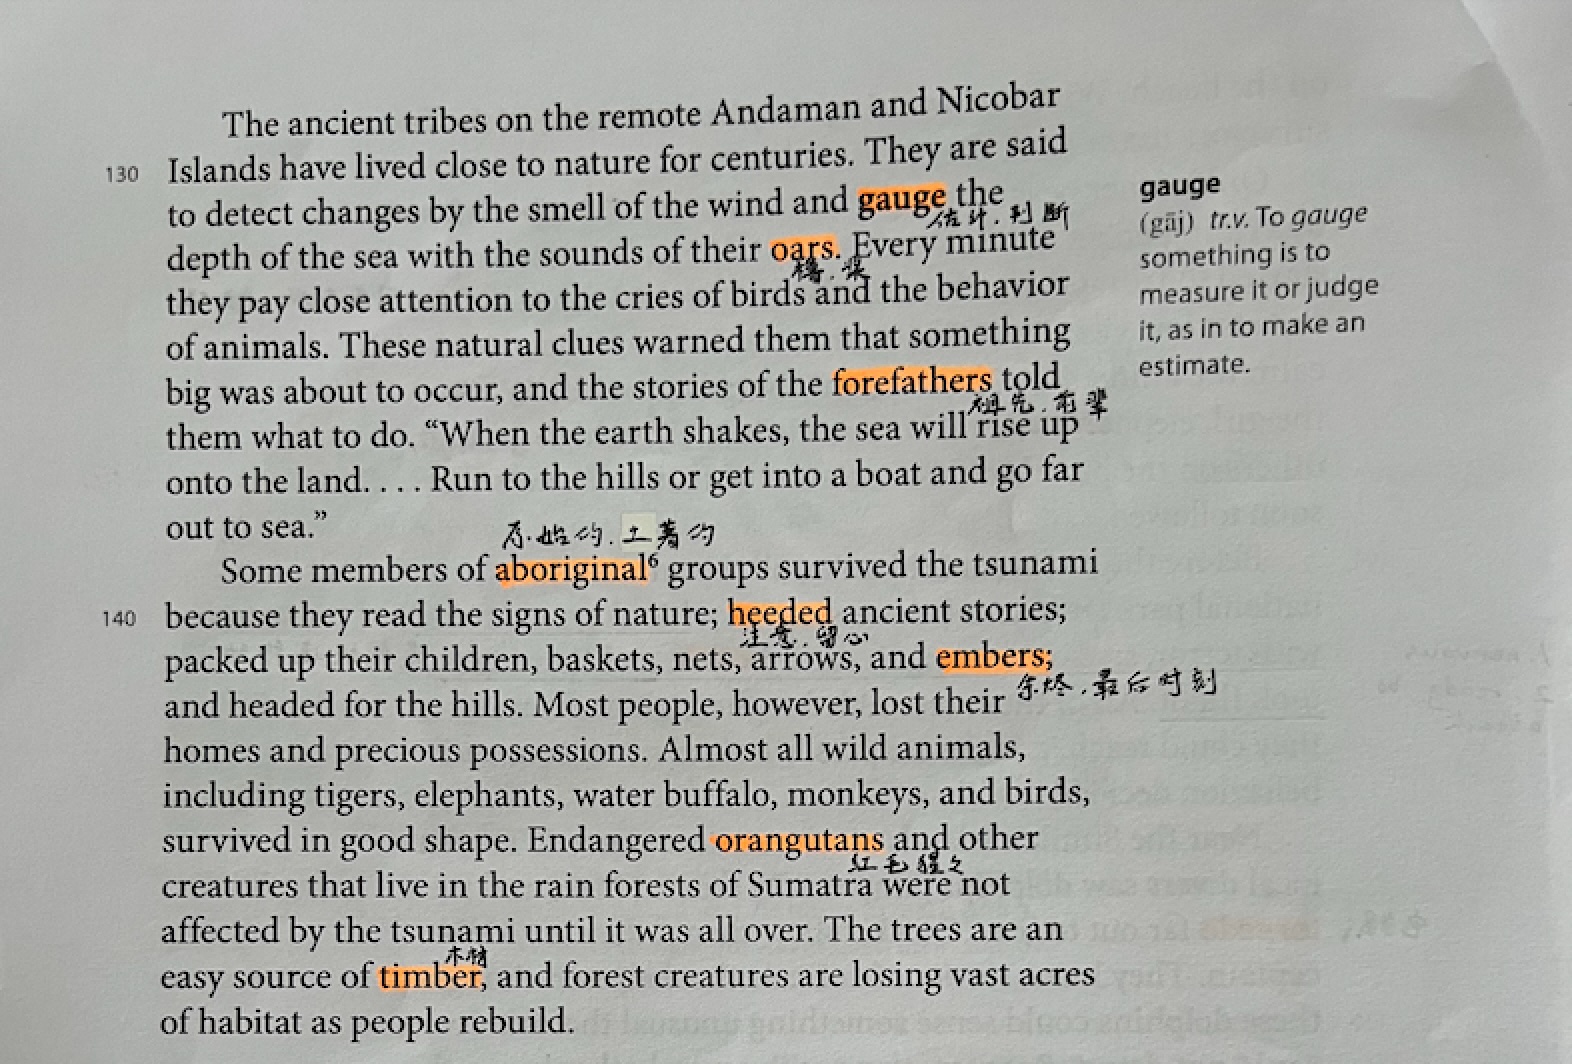 The ancient tribes on the remote Andaman and Nicobar
130 Islands have lived close to nature for centuries. They are said
to detect changes by the smell of the wind and gauge the
估计.判断
depth of the sea with the sounds of their oars. Every minute
they pay close attention to the cries of birds and the behavior
of animals. These natural clues warned them that something
big was about to occur, and the stories of the forefathers told
祖先.前辈
them what to do. “When the earth shakes, the sea will rise up
onto the land. . . . Run to the hills or get into a boat and go far
out to sea.”
原始的.土著的
Some members of aboriginal⁶ groups survived the tsunami
140 because they read the signs of nature; heeded ancient stories;
注意.留心
packed up their children, baskets, nets, arrows, and embers;
余烬.最后时刻
and headed for the hills. Most people, however, lost their
homes and precious possessions. Almost all wild animals,
including tigers, elephants, water buffalo, monkeys, and birds,
survived in good shape. Endangered orangutans and other
红毛猩々
creatures that live in the rain forests of Sumatra were not
affected by the tsunami until it was all over. The trees are an
木材
easy source of timber, and forest creatures are losing vast acres
of habitat as people rebuild.
gauge
(gāj) tr.v. To gauge
something is to
measure it or judge
it, as in to make an
estimate.